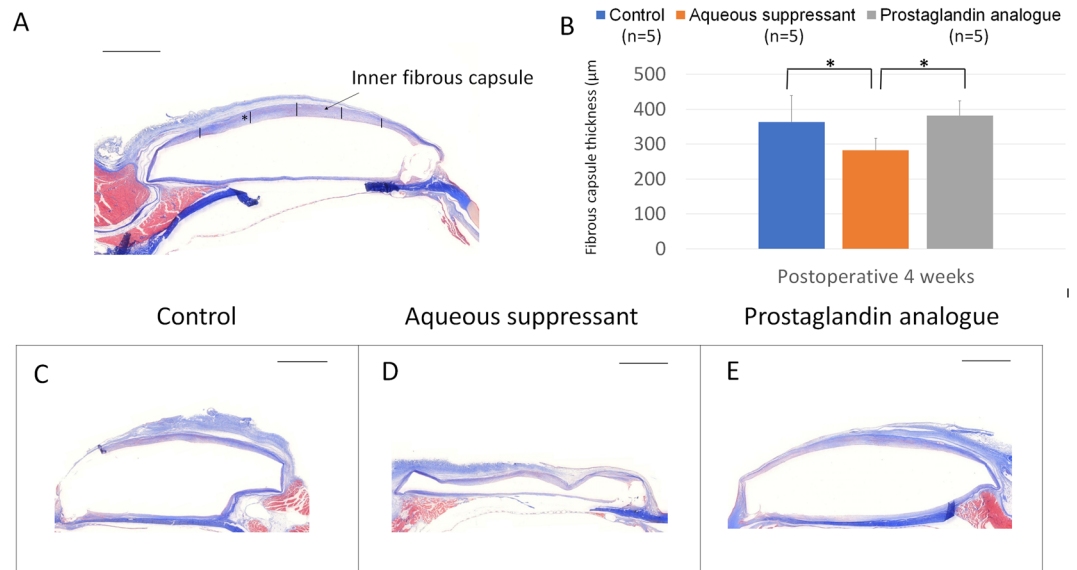 A
Inner fibrous capsule
*
B
Control Aqueous suppressant Prostaglandin analogue
(n=5) (n=5) (n=5)
Fibrous capsule thickness (μm
500
400
300
200
100
0
* *
Postoperative 4 weeks
Control Aqueous suppressant Prostaglandin analogue
C D E